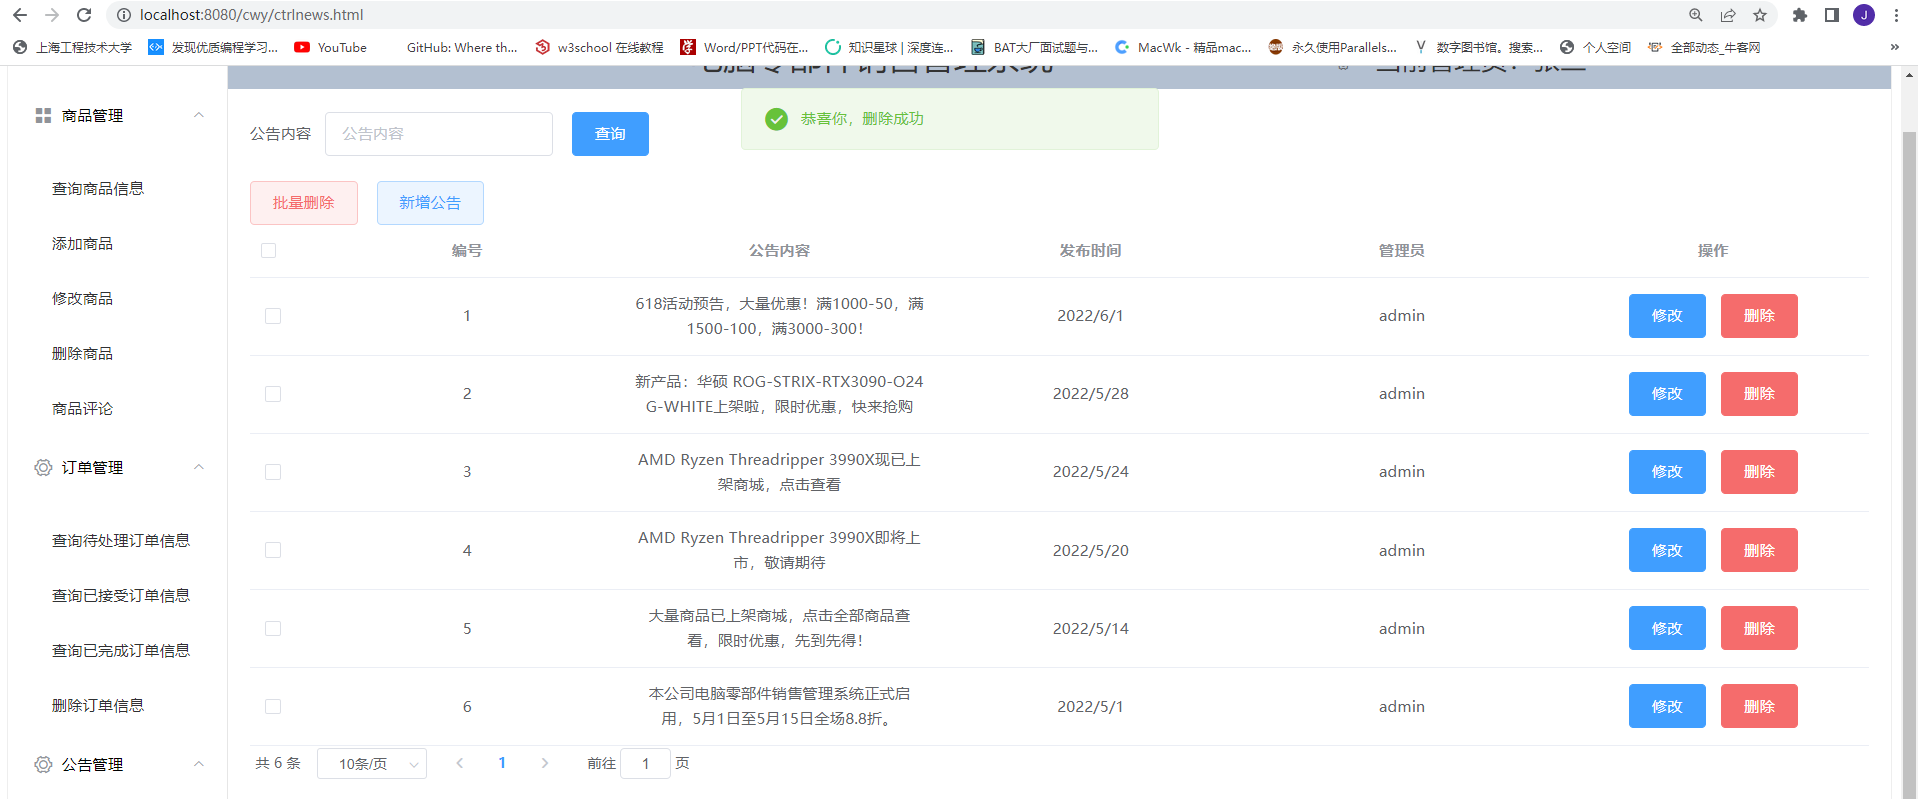 localhost:8080/cwy/ctrlnews.html
J
上海工程技术大学
发现优质编程学习...
YouTube
GitHub: Where th...
w3school 在线教程
Word/PPT代码在...
知识星球 | 深度连...
BAT大厂面试题与...
MacWk - 精品mac...
永久使用Parallels...
数字图书馆。搜索...
个人空间
全部动态_牛客网
»
电脑零部件销售管理系统
当前管理员：张三
商品管理
查询商品信息
添加商品
修改商品
删除商品
商品评论
订单管理
查询待处理订单信息
查询已接受订单信息
查询已完成订单信息
删除订单信息
公告管理
恭喜你，删除成功
公告内容 公告内容 查询
批量删除 新增公告
编号 公告内容 发布时间 管理员 操作
1 618活动预告，大量优惠！满1000-50，满
1500-100，满3000-300！ 2022/6/1 admin 修改 删除
2 新产品：华硕 ROG-STRIX-RTX3090-O24
G-WHITE上架啦，限时优惠，快来抢购 2022/5/28 admin 修改 删除
3 AMD Ryzen Threadripper 3990X现已上
架商城，点击查看 2022/5/24 admin 修改 删除
4 AMD Ryzen Threadripper 3990X即将上
市，敬请期待 2022/5/20 admin 修改 删除
5 大量商品已上架商城，点击全部商品查
看，限时优惠，先到先得！ 2022/5/14 admin 修改 删除
6 本公司电脑零部件销售管理系统正式启
用，5月1日至5月15日全场8.8折。 2022/5/1 admin 修改 删除
共 6 条 10条/页 1 前往 1 页